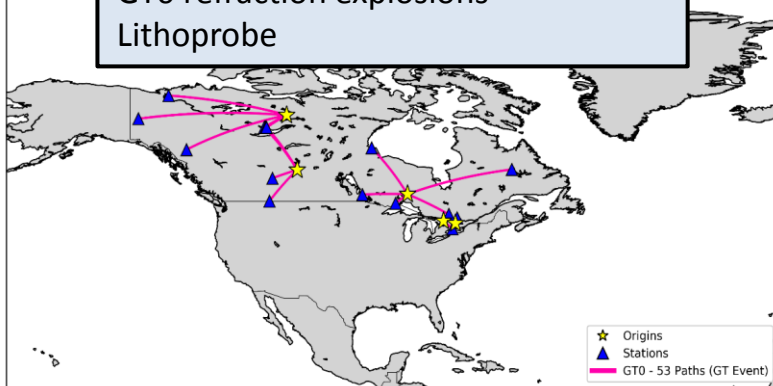 GT0 refraction explosions
Lithoprobe
Origins
Stations
GT0 - 53 Paths (GT Event)